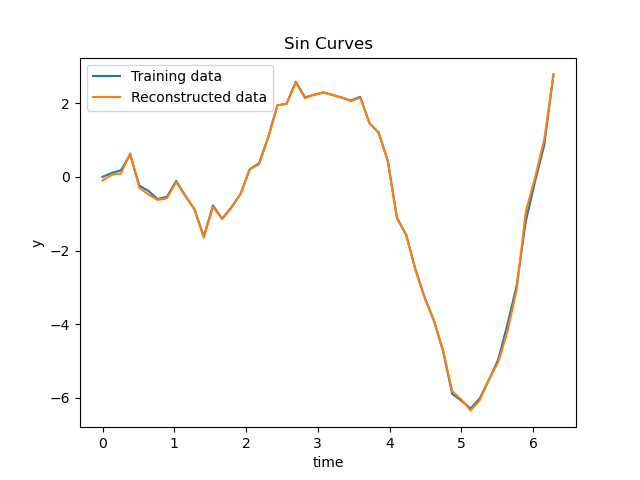 Sin Curves
Training data
Reconstructed data
y
2
0
−2
−4
−6
0 1 2 3 4 5 6
time